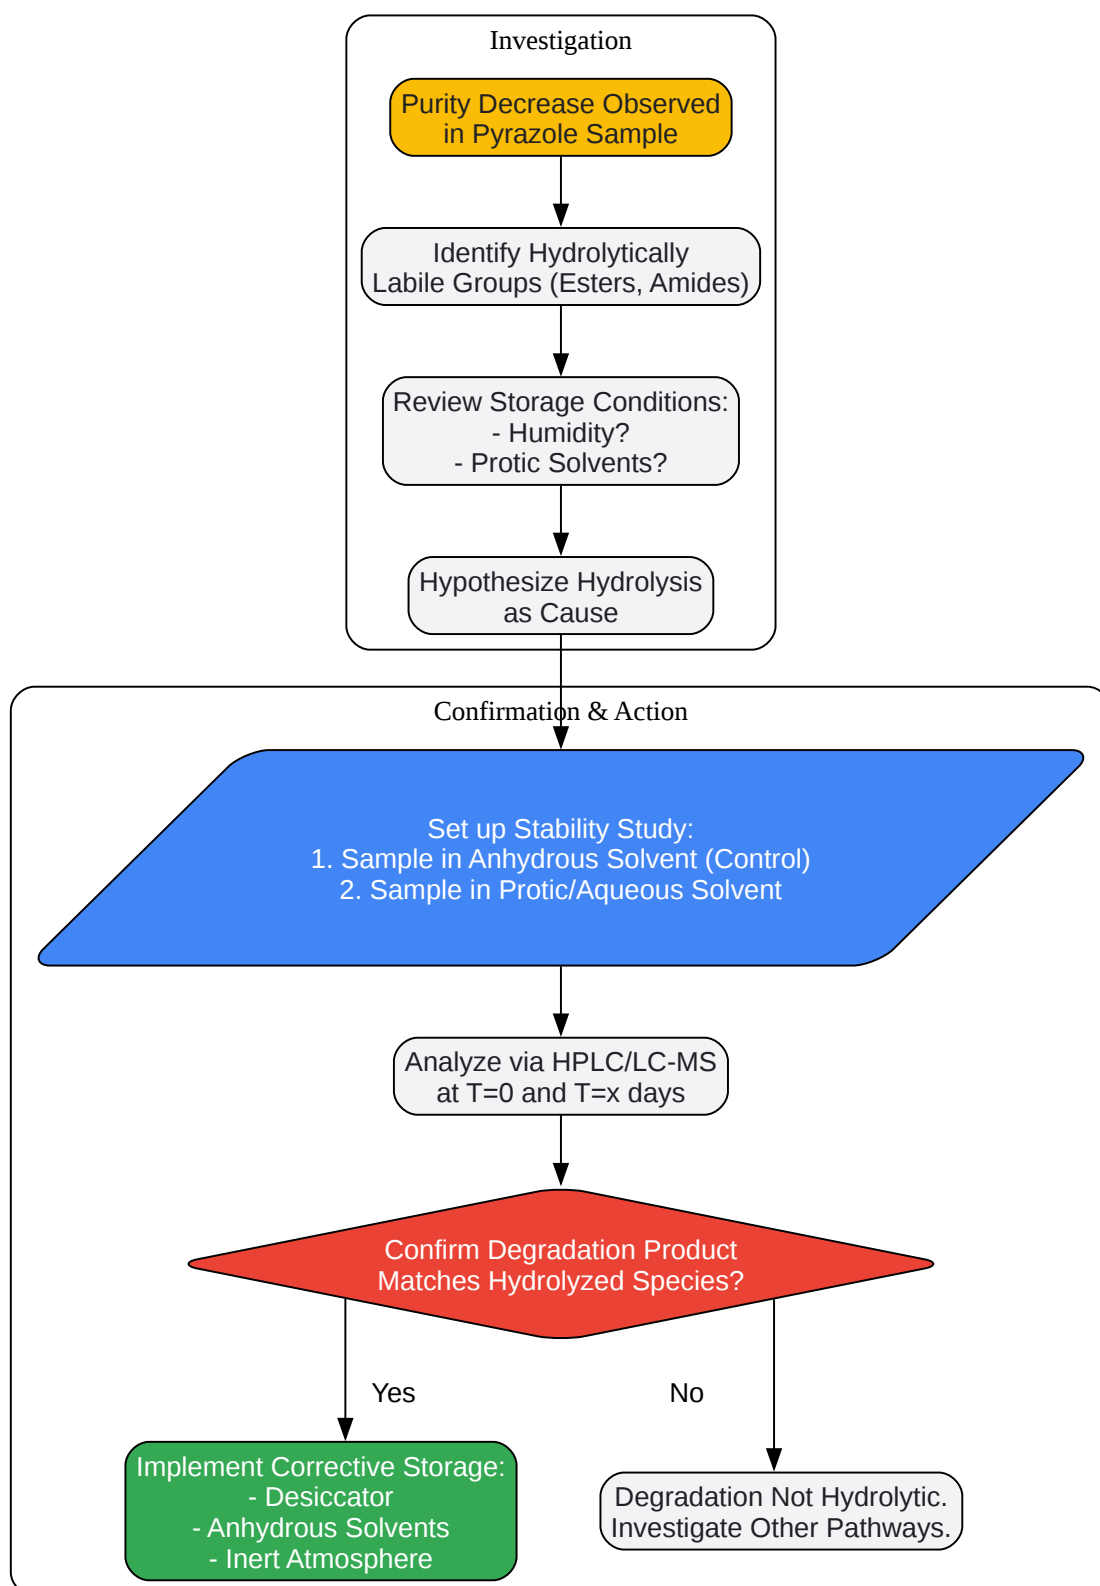 Investigation
Purity Decrease Observed
in Pyrazole Sample
Identify Hydrolytically
Labile Groups (Esters, Amides)
Review Storage Conditions:
- Humidity?
- Protic Solvents?
Hypothesize Hydrolysis
as Cause
Confirmation & Action
Set up Stability Study:
1. Sample in Anhydrous Solvent (Control)
2. Sample in Protic/Aqueous Solvent
Analyze via HPLC/LC-MS
at T=0 and T=x days
Confirm Degradation Product
Matches Hydrolyzed Species?
Yes
No
Implement Corrective Storage:
- Desiccator
- Anhydrous Solvents
- Inert Atmosphere
Degradation Not Hydrolytic.
Investigate Other Pathways.